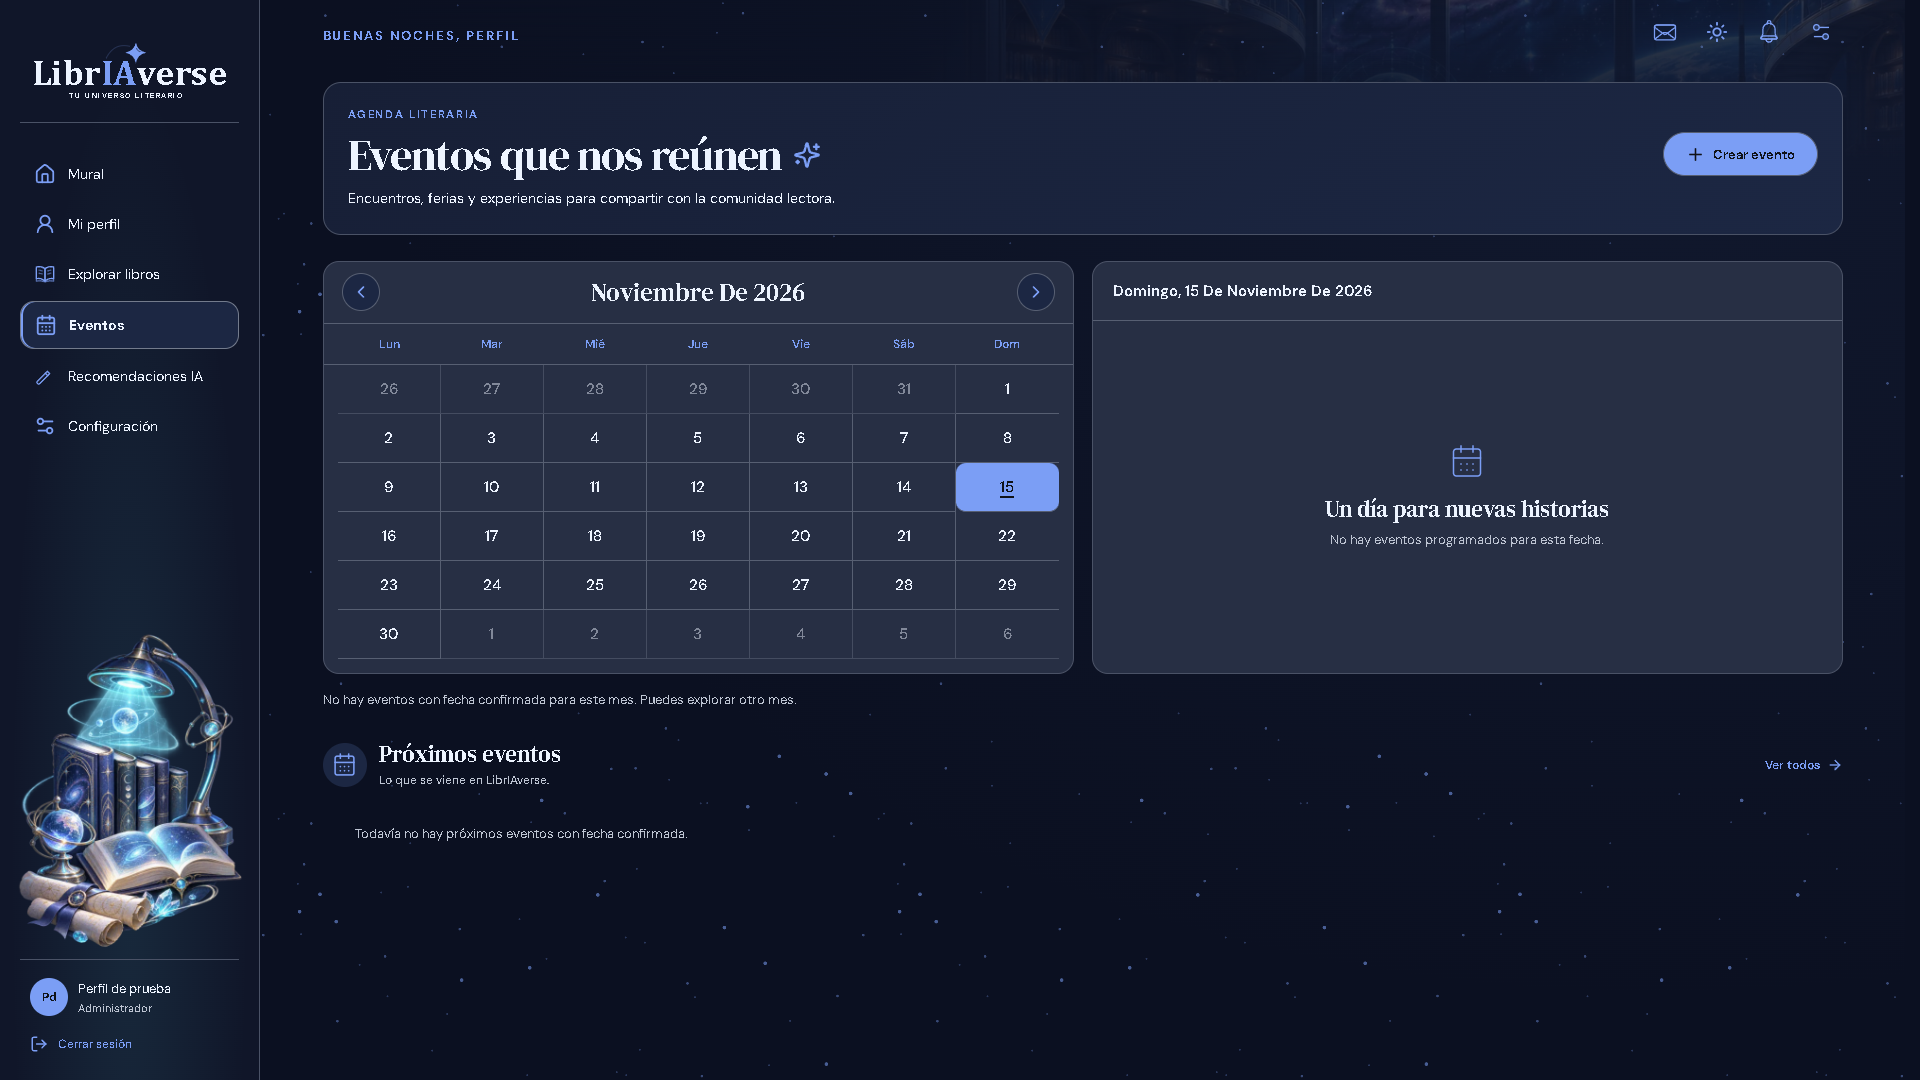 LibrIAverse
TU UNIVERSO LITERARIO
Mural
Mi perfil
Explorar libros
Eventos
Recomendaciones IA
Configuración
Pd
Perfil de prueba
Administrador
Cerrar sesión
BUENAS NOCHES, PERFIL
AGENDA LITERARIA
Eventos que nos reúnen
Encuentros, ferias y experiencias para compartir con la comunidad lectora.
Crear evento
Noviembre De 2026
Lun Mar Mié Jue Vie Sáb Dom
26 27 28 29 30 31 1
2 3 4 5 6 7 8
9 10 11 12 13 14 15
16 17 18 19 20 21 22
23 24 25 26 27 28 29
30 1 2 3 4 5 6
Domingo, 15 De Noviembre De 2026
Un día para nuevas historias
No hay eventos programados para esta fecha.
No hay eventos con fecha confirmada para este mes. Puedes explorar otro mes.
Próximos eventos
Lo que se viene en LibrIAverse.
Ver todos
Todavía no hay próximos eventos con fecha confirmada.